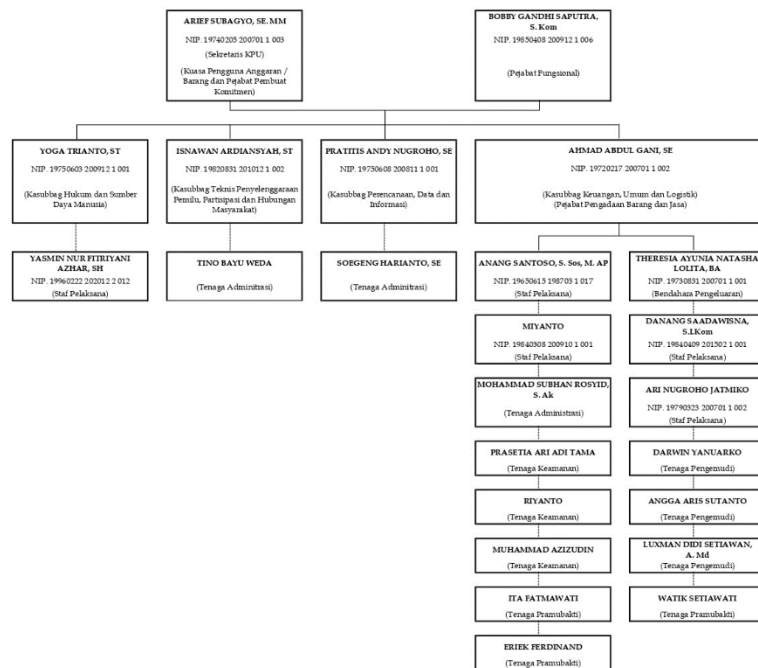 ARIEF SUBAGYO, SE. MM
NIP. 19740205 200701 1 003
(Sekretaris KPU)
(Kuasa Pengguna Anggaran /
Barang dan Pejabat Pembuat
Komitmen)
BOBBY GANDHI SAPUTRA,
S. Kom
NIP. 19850408 200912 1 006
(Pejabat Fungsional)
YOGA TRIANTO, ST
NIP. 19750603 200912 1 001
(Kasubbag Hukum dan Sumber
Daya Manusia)
ISNAWAN ARDIANSYAH, ST
NIP. 19820831 201012 1 002
(Kasubbag Teknis Penyelenggaraan
Pemilu, Partisipasi dan Hubungan
Masyarakat)
PRATITIS ANDY NUGROHO, SE
NIP. 19750608 200811 1 001
(Kasubbag Perencanaan, Data dan
Informasi)
AHMAD ABDUL GANI, SE
NIP. 19720217 200701 1 002
(Kasubbag Keuangan, Umum dan Logistik)
(Pejabat Pengadaan Barang dan Jasa)
YASMIN NUR FITRIYANI
AZHAR, SH
NIP. 19960222 202012 2 012
(Staf Pelaksana)
TINO BAYU WEDA
(Tenaga Adminitrasi)
SOEGENG HARIANTO, SE
(Tenaga Adminitrasi)
ANANG SANTOSO, S. Sos, M. AP
NIP. 19650615 198703 1 017
(Staf Pelaksana)
THERESIA AYUNIA NATASHA
LOLITA, BA
NIP. 19730831 200701 1 001
(Bendahara Pengeluaran)
MIYANTO
NIP. 19840308 200910 1 001
(Staf Pelaksana)
DANANG SAADAWISNA,
S.I.Kom
NIP. 19840409 201502 1 001
(Staf Pelaksana)
MOHAMMAD SUBHAN ROSYID,
S. Ak
(Tenaga Administrasi)
ARI NUGROHO JATMIKO
NIP. 19790323 200701 1 002
(Staf Pelaksana)
PRASETIA ARI ADI TAMA
(Tenaga Keamanan)
DARWIN YANUARKO
(Tenaga Pengemudi)
RIYANTO
(Tenaga Keamanan)
ANGGA ARIS SUTANTO
(Tenaga Pengemudi)
MUHAMMAD AZIZUDIN
(Tenaga Keamanan)
LUXMAN DIDI SETIAWAN,
A. Md
(Tenaga Pengemudi)
ITA FATMAWATI
(Tenaga Pramubakti)
WATIK SETIAWATI
(Tenaga Pramubakti)
ERIEK FERDINAND
(Tenaga Pramubakti)